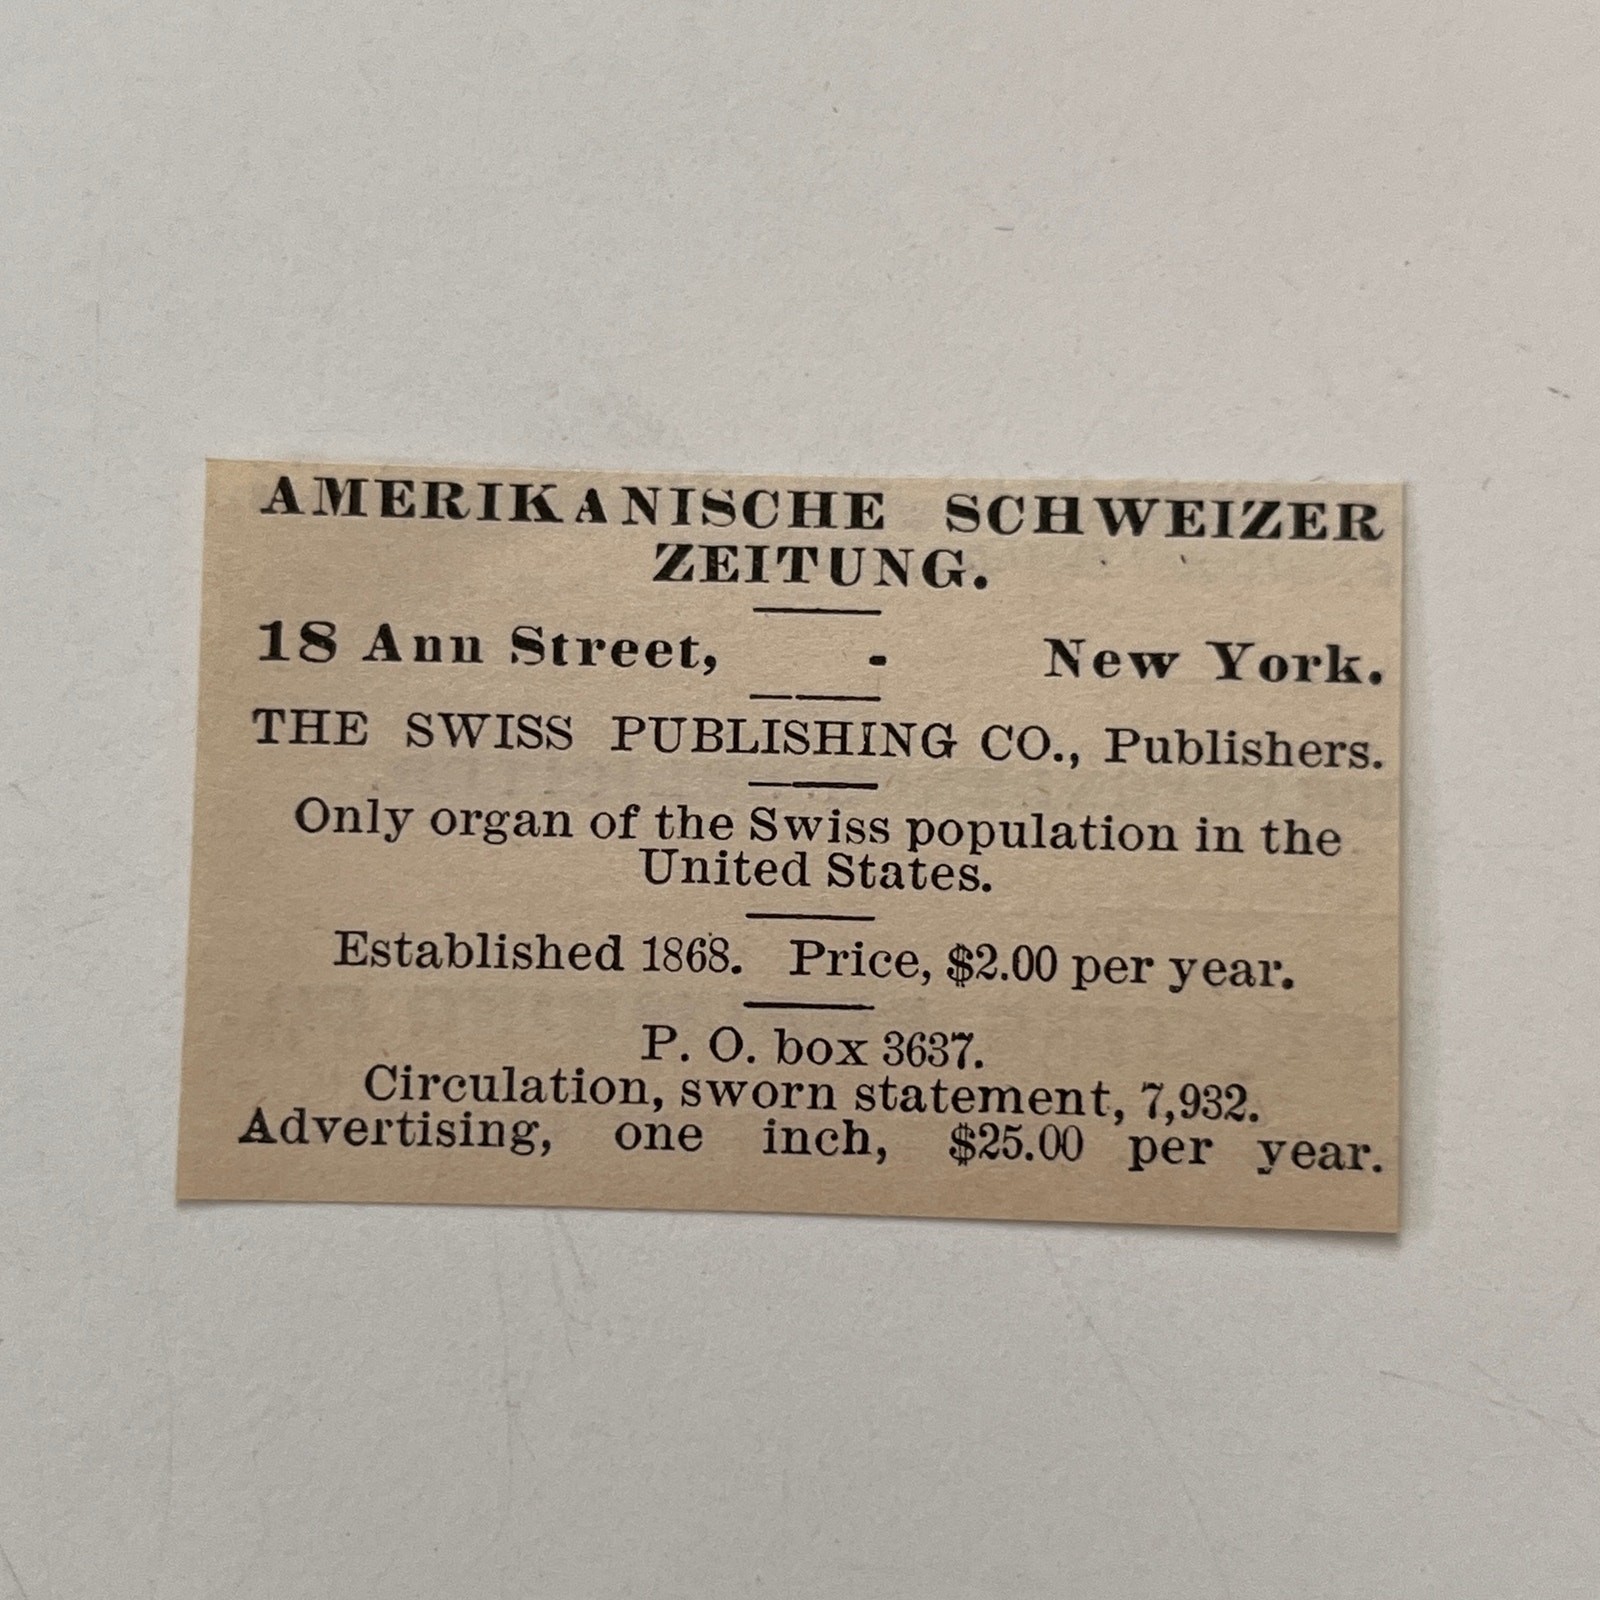 AMERIKANISCHE SCHWEIZER
ZEITUNG.
18 Ann Street, - New York.
THE SWISS PUBLISHING CO., Publishers.
Only organ of the Swiss population in the
United States.
Established 1868. Price, $2.00 per year.
P. O. box 3637.
Circulation, sworn statement, 7,932.
Advertising, one inch, $25.00 per year.